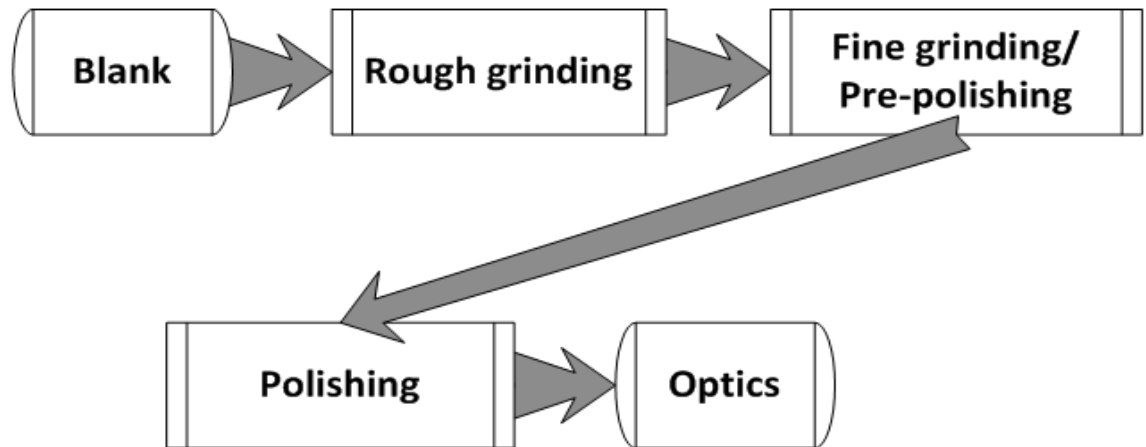 Blank
Rough grinding
Fine grinding/
Pre-polishing
Polishing
Optics